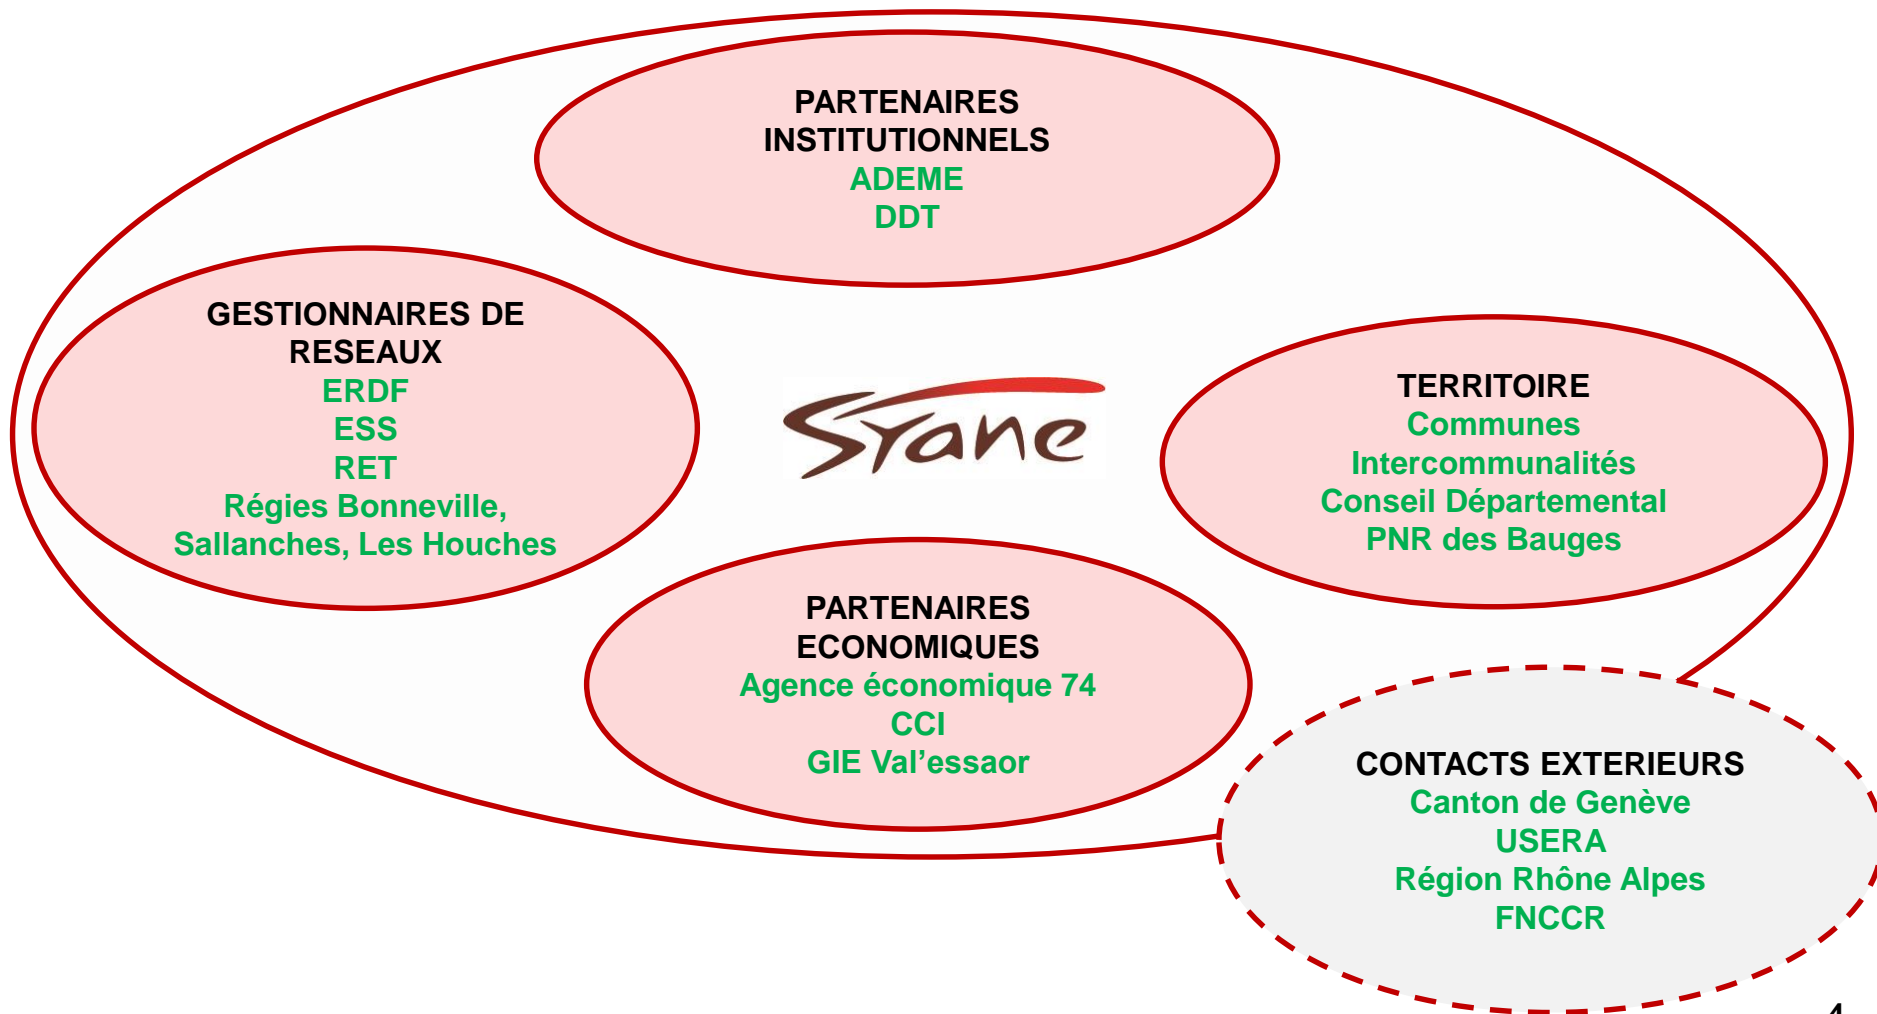 PARTENAIRES
INSTITUTIONNELS
ADEME
DDT
GESTIONNAIRES DE
RESEAUX
ERDF
ESS
RET
Régies Bonneville,
Sallanches, Les Houches
SYane
TERRITOIRE
Communes
Intercommunalités
Conseil Départemental
PNR des Bauges
PARTENAIRES
ECONOMIQUES
Agence économique 74
CCI
GIE Val’essaor
CONTACTS EXTERIEURS
Canton de Genève
USERA
Région Rhône Alpes
FNCCR
4